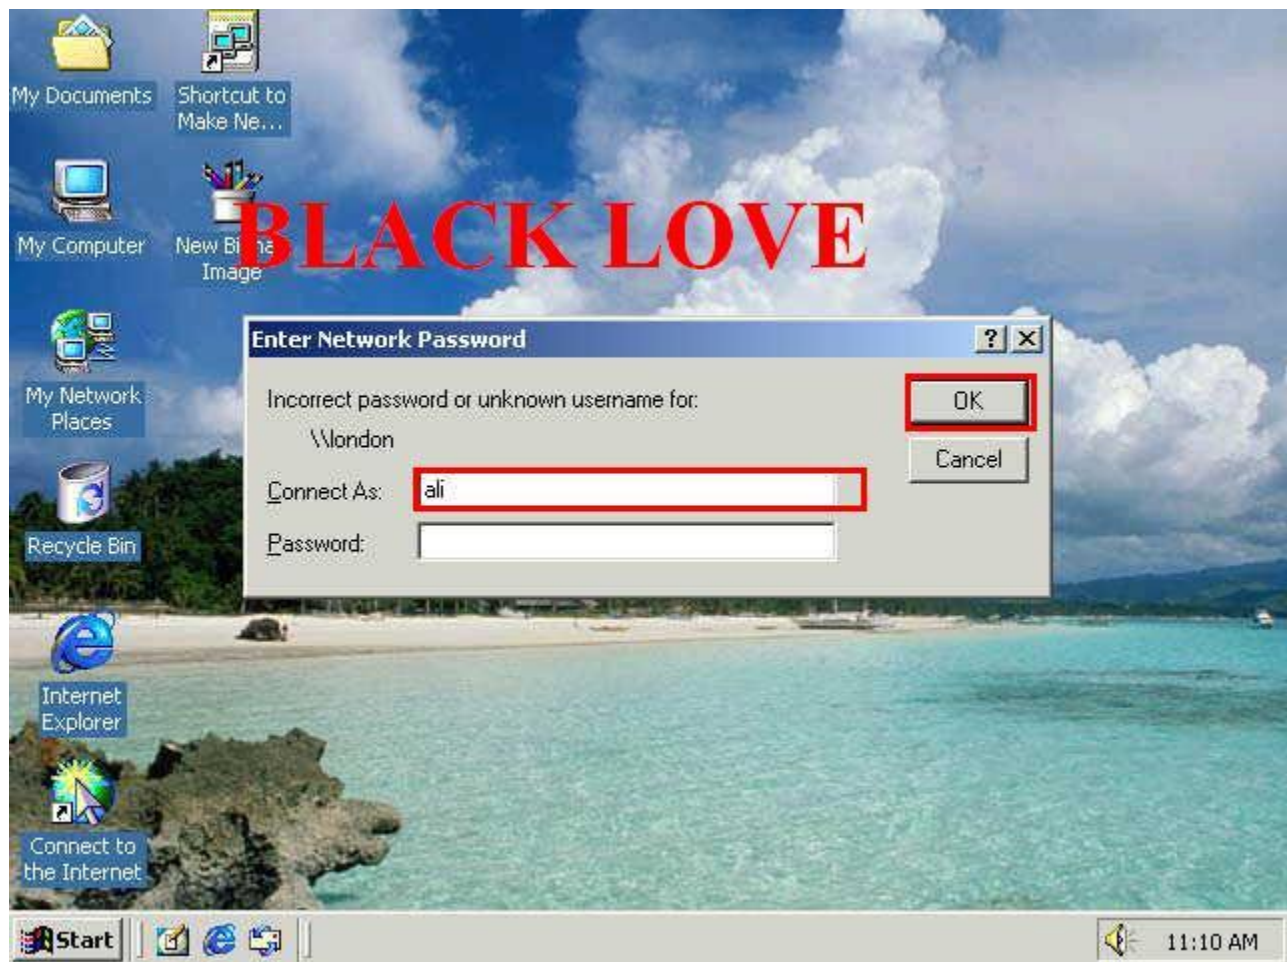 My Documents
Shortcut to
Make Ne...
My Computer
New Bi
Image
BLACK LOVE
My Network
Places
Recycle Bin
Internet
Explorer
Connect to
the Internet
Enter Network Password
Incorrect password or unknown username for:
\\london
Connect As:
ali
Password:
OK
Cancel
Start
11:10 AM